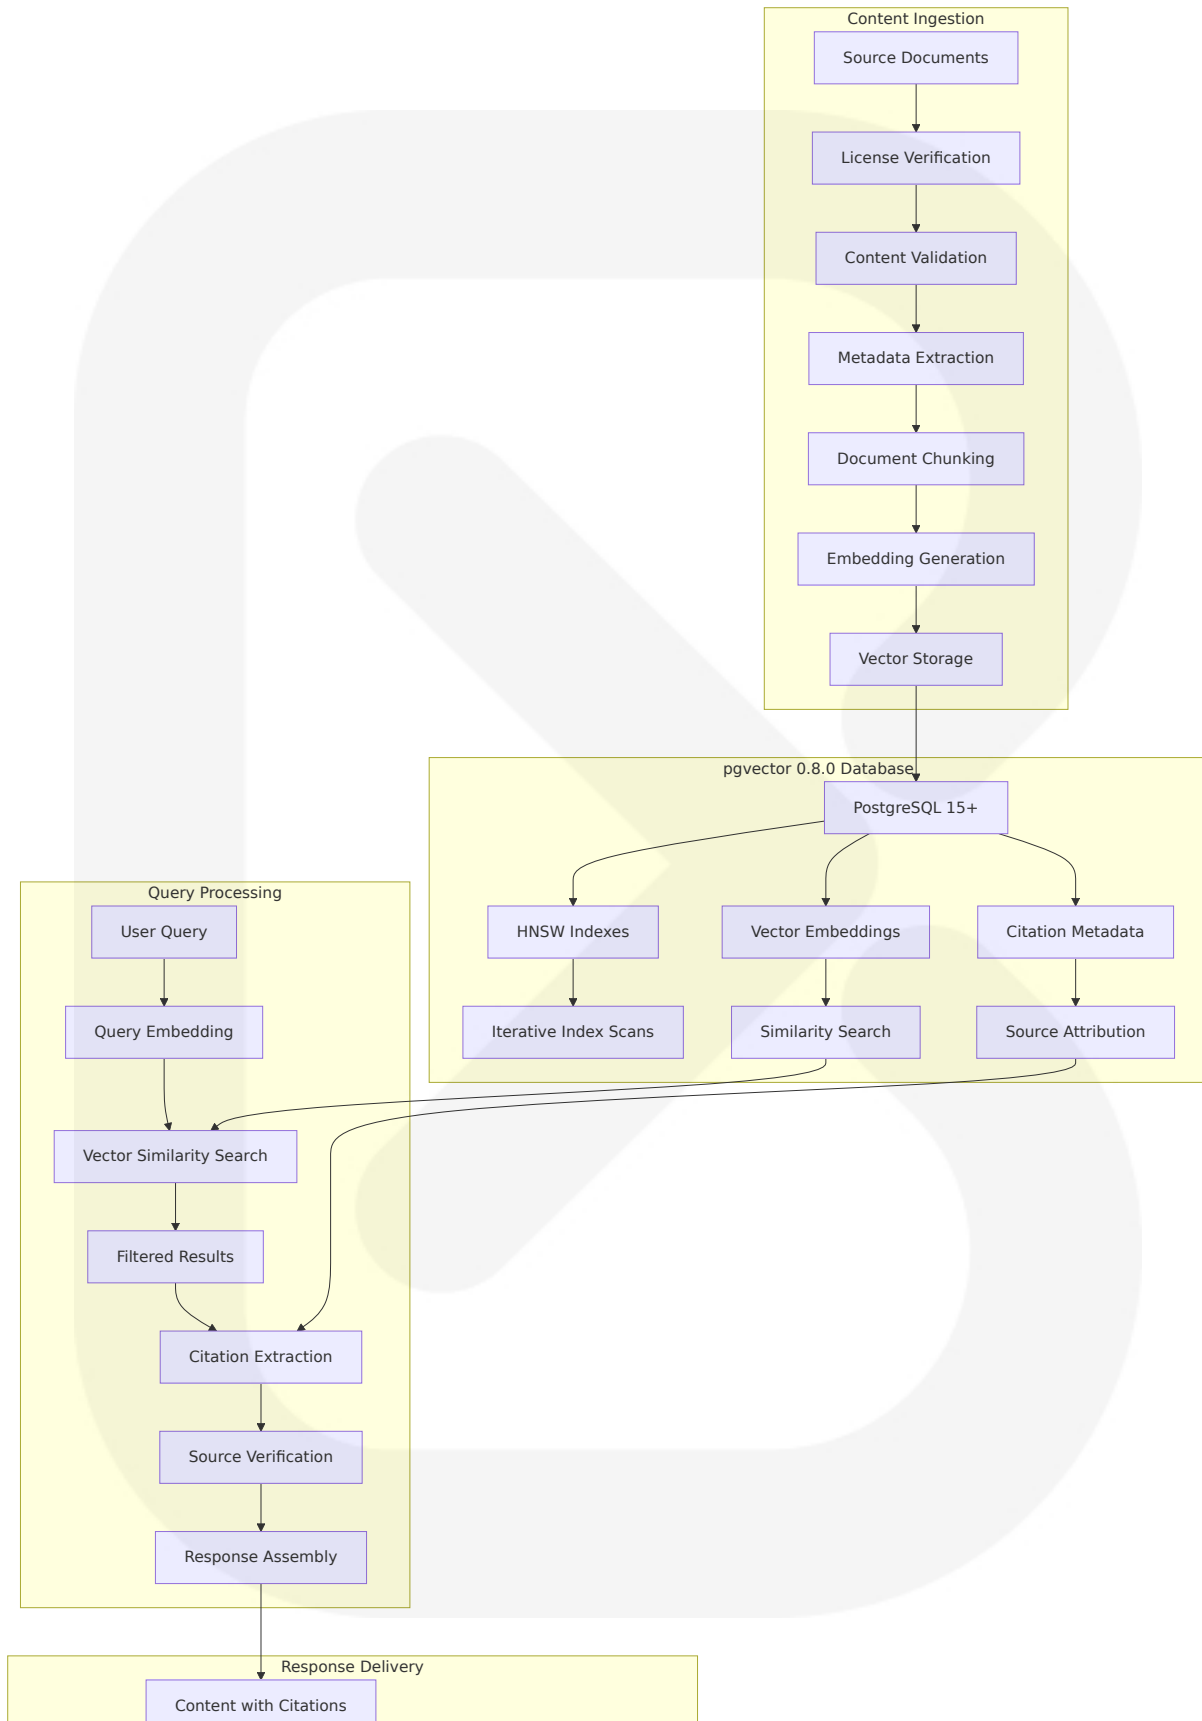 Content Ingestion
Source Documents
License Verification
Content Validation
Metadata Extraction
Document Chunking
Embedding Generation
Vector Storage
pgvector 0.8.0 Database
PostgreSQL 15+
HNSW Indexes
Vector Embeddings
Citation Metadata
Iterative Index Scans
Similarity Search
Source Attribution
Query Processing
User Query
Query Embedding
Vector Similarity Search
Filtered Results
Citation Extraction
Source Verification
Response Assembly
Response Delivery
Content with Citations